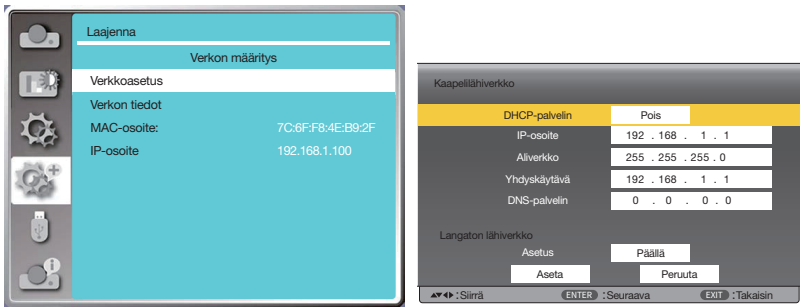 Laajenna
Verkon määritys
Verkkoasetus
Verkon tiedot
MAC-osoite: 7C:6F:F8:4E:B9:2F
IP-osoite 192.168.1.100
Kaapelilähiverkko
DHCP-palvelin Pois
IP-osoite 192 . 168 . 1 . 1
Aliverkko 255 . 255 . 255 . 0
Yhdyskäytävä 192 . 168 . 1 . 1
DNS-palvelin 0 . 0 . 0 . 0
Langaton lähiverkko
Asetus Päällä
Aseta Peruuta
▲▼◀▶ : Siirrä ENTER : Seuraava EXIT : Takaisin